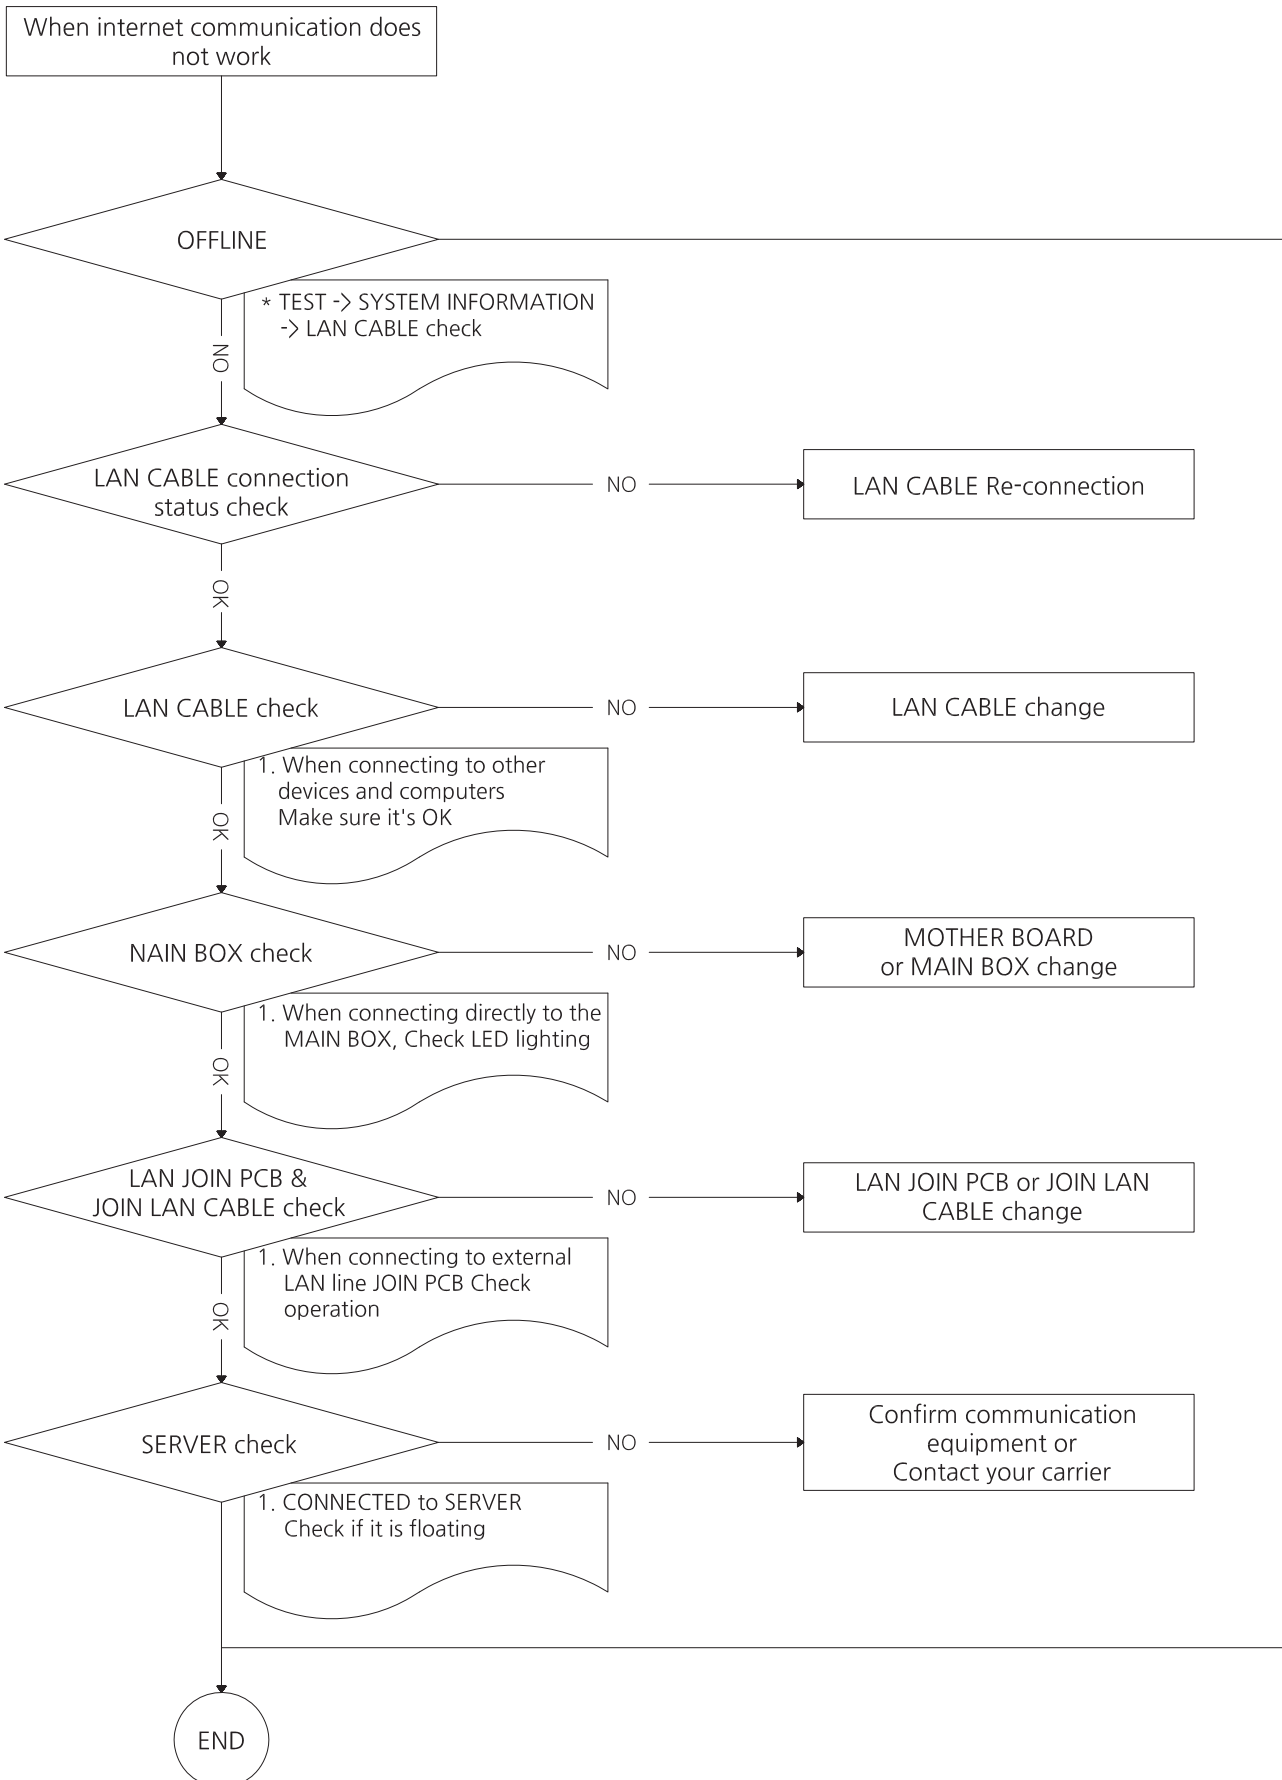 When internet communication does
not work
OFFLINE
* TEST -> SYSTEM INFORMATION
-> LAN CABLE check
NO
LAN CABLE connection
status check
NO
LAN CABLE Re-connection
OK
LAN CABLE check
NO
LAN CABLE change
1. When connecting to other
devices and computers
Make sure it's OK
OK
NAIN BOX check
NO
MOTHER BOARD
or MAIN BOX change
1. When connecting directly to the
MAIN BOX, Check LED lighting
OK
LAN JOIN PCB &
JOIN LAN CABLE check
NO
LAN JOIN PCB or JOIN LAN
CABLE change
1. When connecting to external
LAN line JOIN PCB Check
operation
OK
SERVER check
NO
Confirm communication
equipment or
Contact your carrier
1. CONNECTED to SERVER
Check if it is floating
END